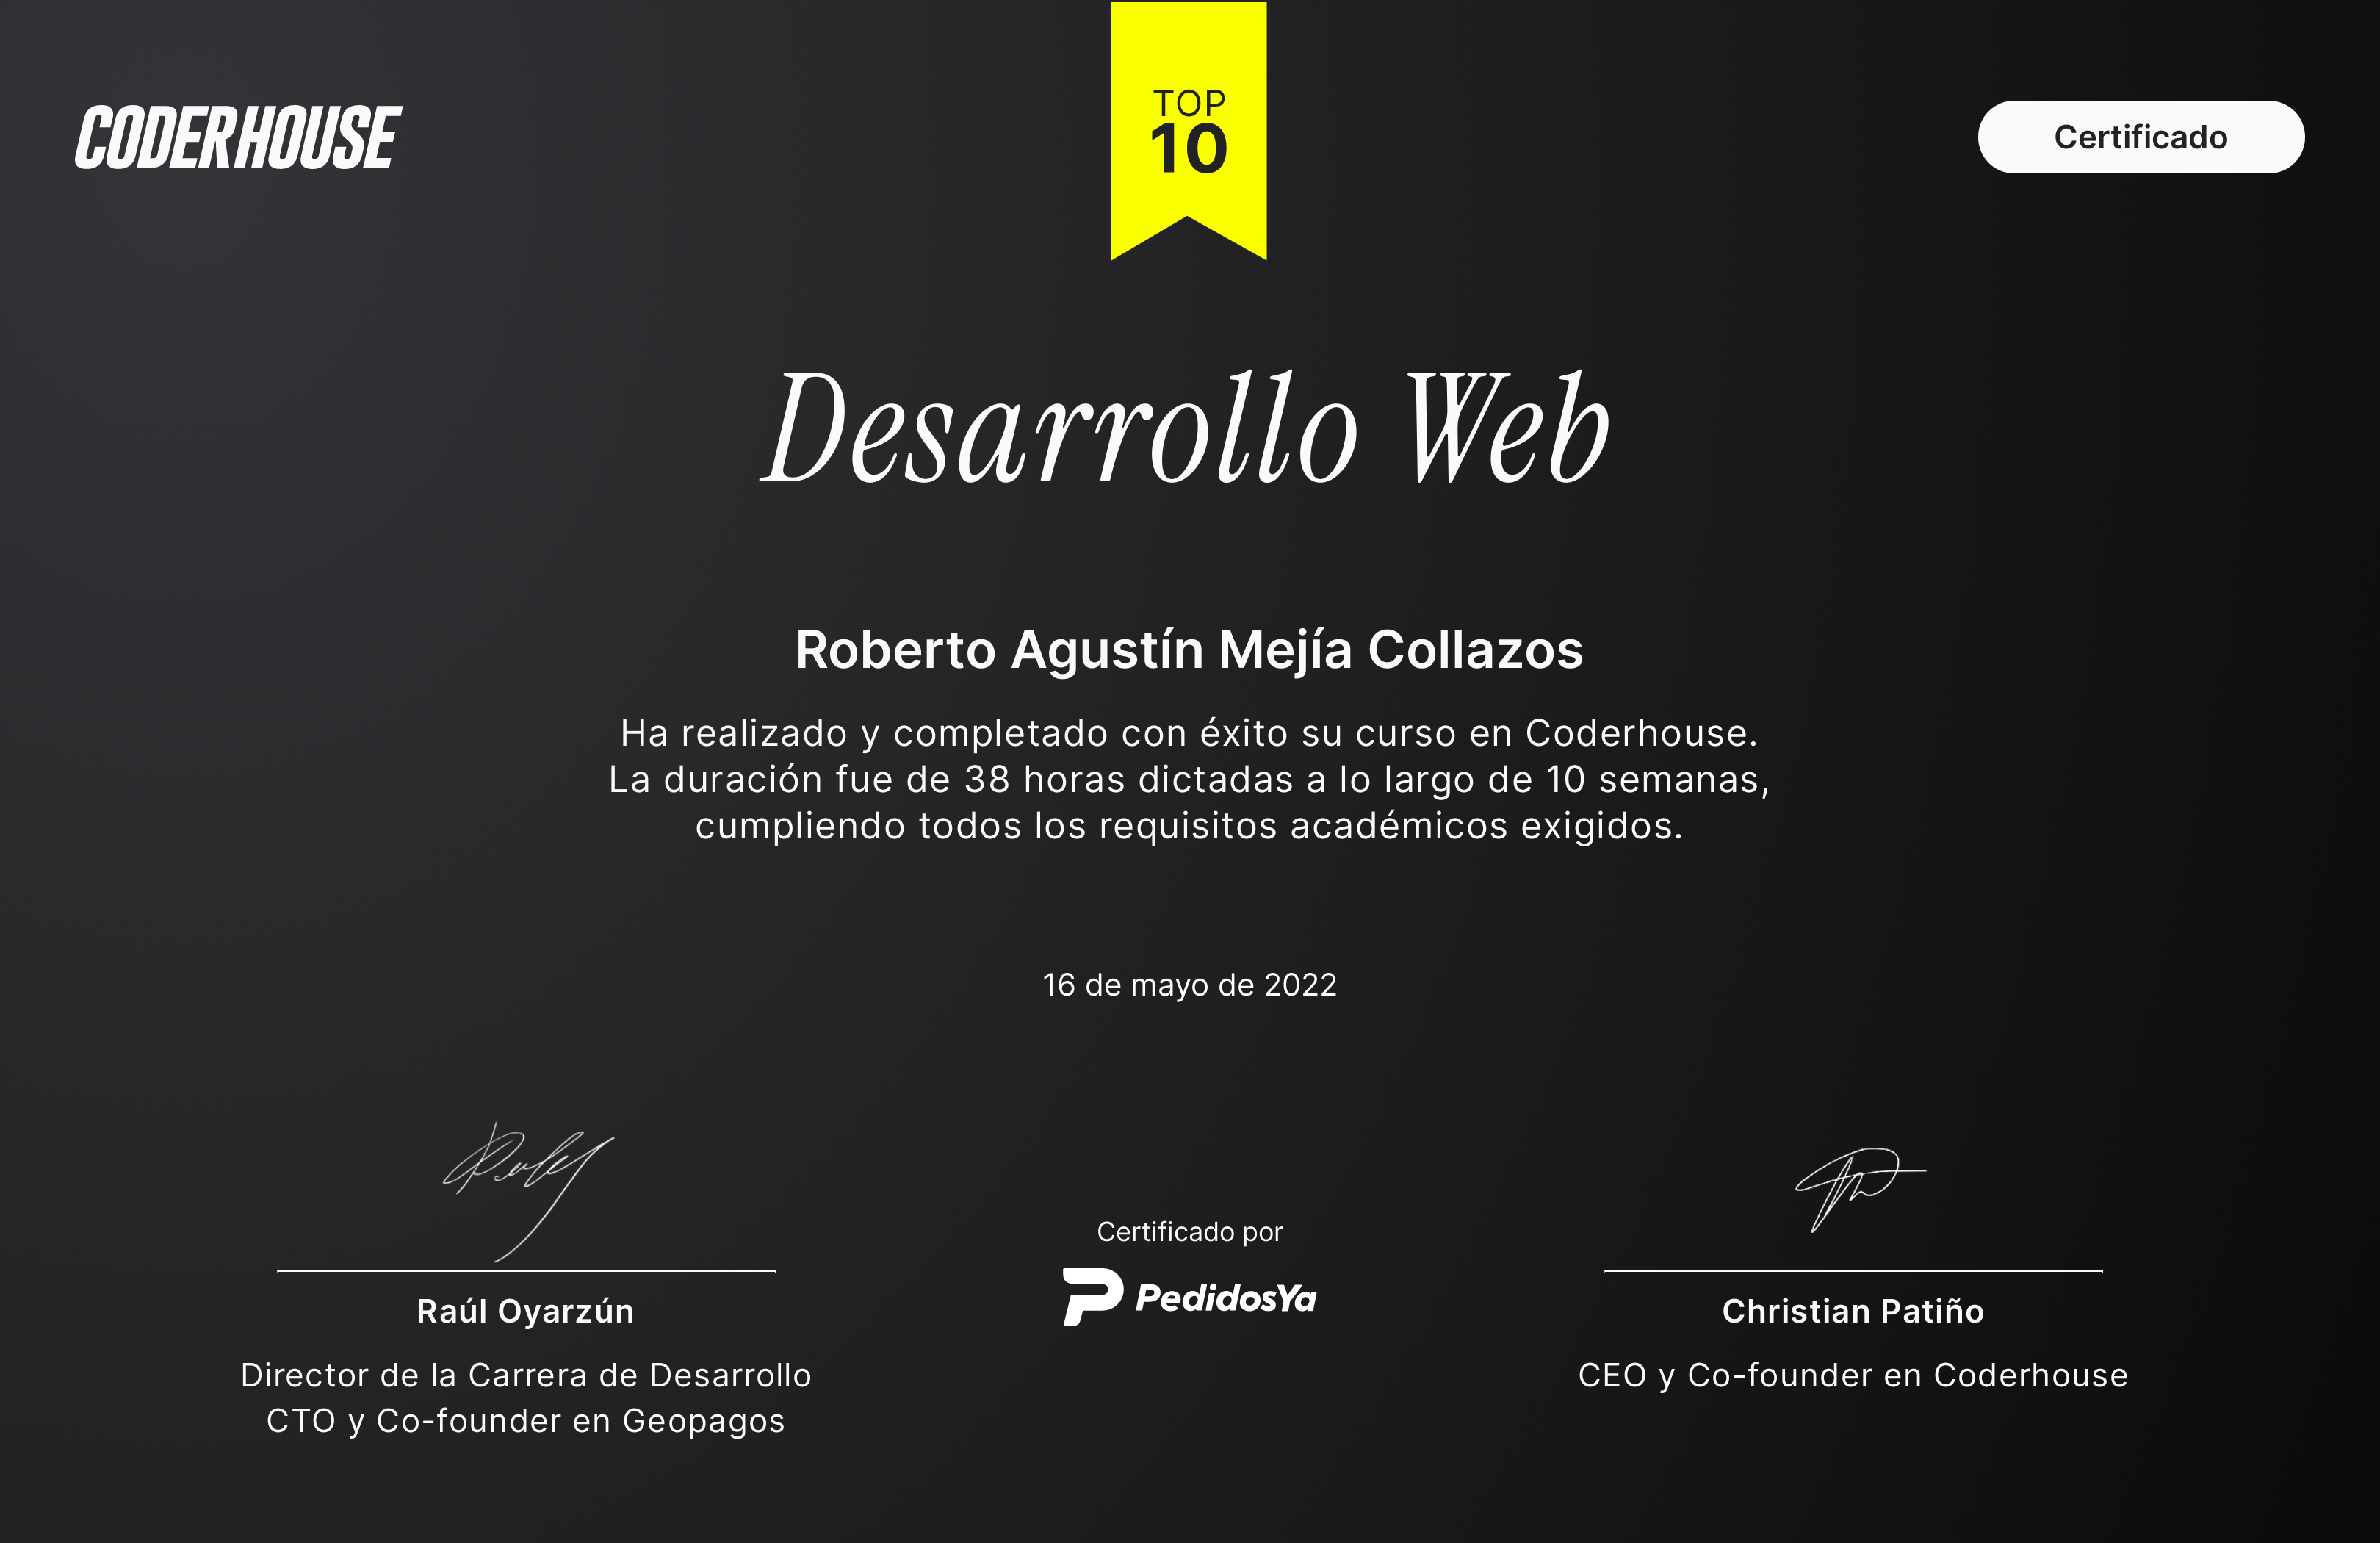 CODERHOUSE
TOP
10
Certificado
Desarrollo Web
Roberto Agustín Mejía Collazos
Ha realizado y completado con éxito su curso en Coderhouse.
La duración fue de 38 horas dictadas a lo largo de 10 semanas,
cumpliendo todos los requisitos académicos exigidos.
16 de mayo de 2022
Raúl Oyarzún
Director de la Carrera de Desarrollo
CTO y Co-founder en Geopagos
Certificado por
PedidosYa
Christian Patiño
CEO y Co-founder en Coderhouse